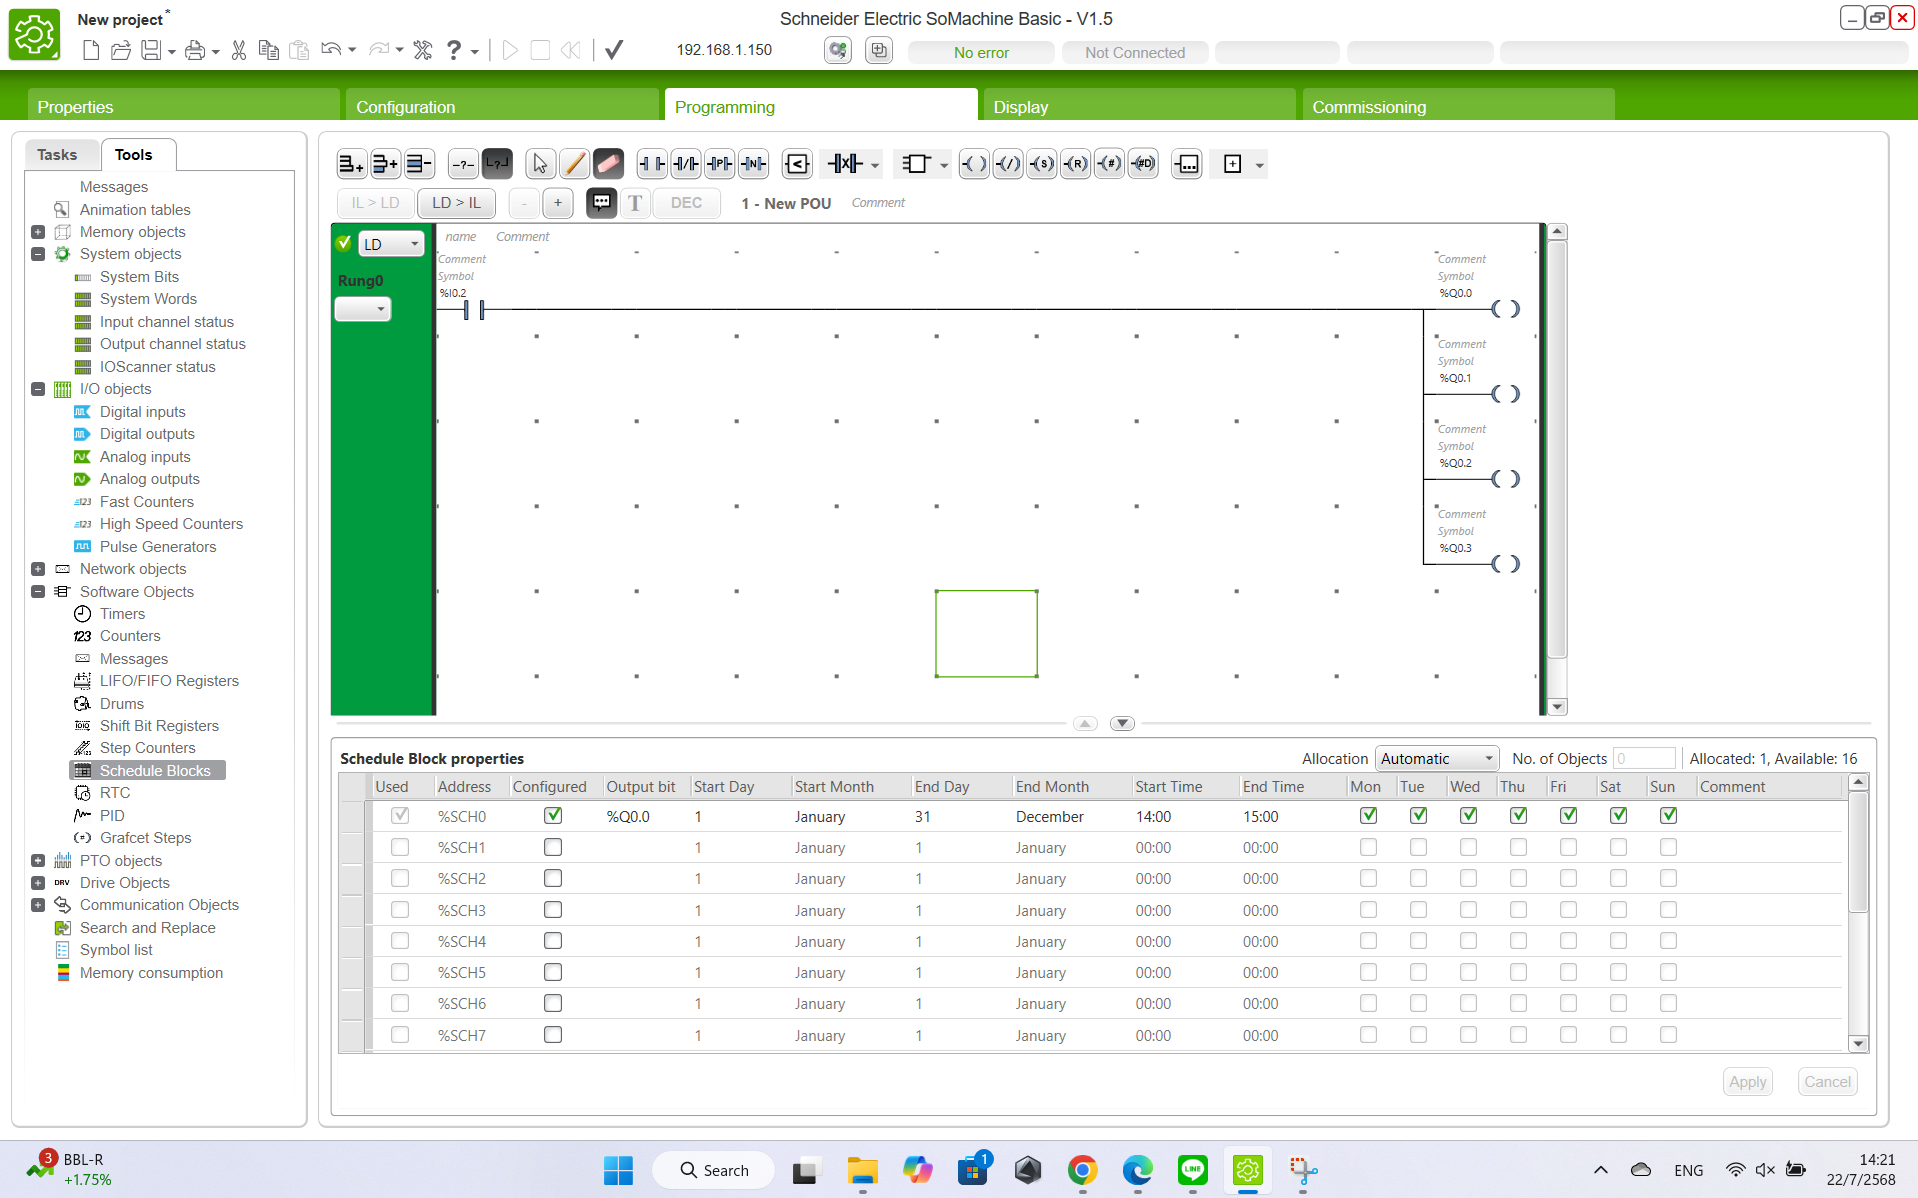 New project *
Schneider Electric SoMachine Basic - V1.5
192.168.1.150
No error
Not Connected
Properties
Configuration
Programming
Display
Commissioning
Tasks
Tools
Messages
Animation tables
Memory objects
System objects
System Bits
System Words
Input channel status
Output channel status
IOScanner status
I/O objects
Digital inputs
Digital outputs
Analog inputs
Analog outputs
123 Fast Counters
123 High Speed Counters
Pulse Generators
Network objects
Software Objects
Timers
123 Counters
Messages
LIFO/FIFO Registers
Drums
Shift Bit Registers
Step Counters
Schedule Blocks
RTC
PID
Grafcet Steps
PTO objects
DRV Drive Objects
Communication Objects
Search and Replace
Symbol list
Memory consumption
IL > LD
LD > IL
-
+
T
DEC
1 - New POU
Comment
LD
name Comment
Rung0
Comment
Symbol
%I0.2
Comment
Symbol
%Q0.0
Comment
Symbol
%Q0.1
Comment
Symbol
%Q0.2
Comment
Symbol
%Q0.3
Schedule Block properties
Allocation Automatic No. of Objects 0 Allocated: 1, Available: 16
Used Address Configured Output bit Start Day Start Month End Day End Month Start Time End Time Mon Tue Wed Thu Fri Sat Sun Comment
%SCH0 %Q0.0 1 January 31 December 14:00 15:00
%SCH1 1 January 1 January 00:00 00:00
%SCH2 1 January 1 January 00:00 00:00
%SCH3 1 January 1 January 00:00 00:00
%SCH4 1 January 1 January 00:00 00:00
%SCH5 1 January 1 January 00:00 00:00
%SCH6 1 January 1 January 00:00 00:00
%SCH7 1 January 1 January 00:00 00:00
Apply
Cancel
3
BBL-R
+1.75%
Search
1
LINE
ENG
14:21
22/7/2568